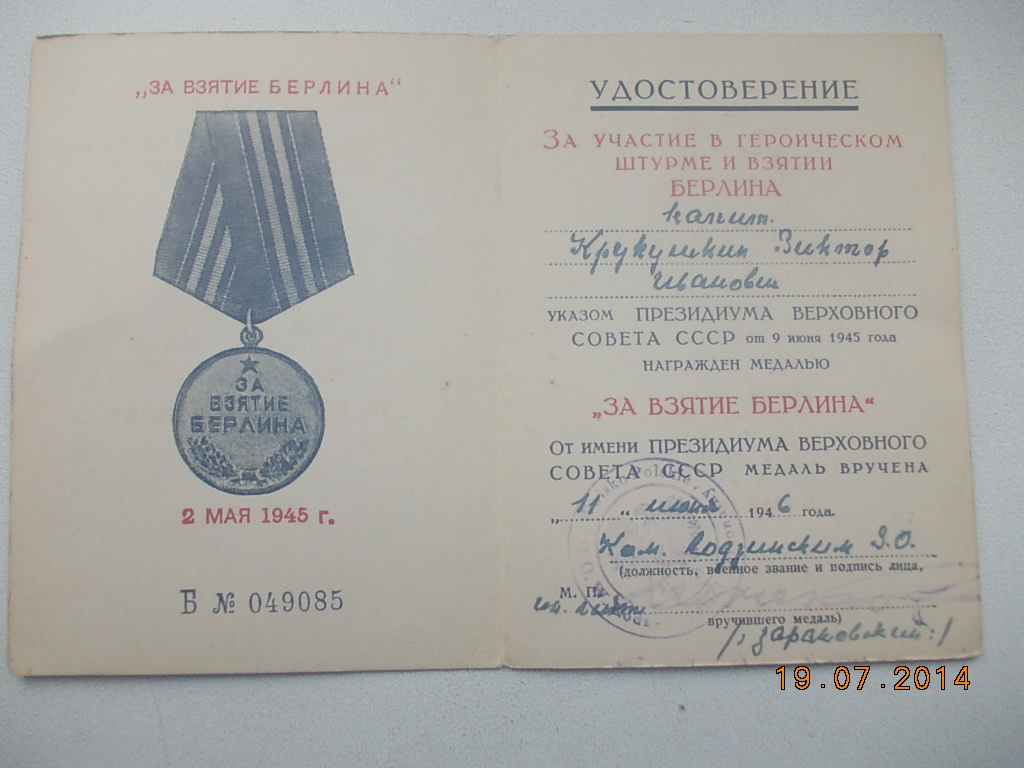 „ЗА ВЗЯТИЕ БЕРЛИНА“
ЗА
ВЗЯТИЕ
БЕРЛИНА
2 МАЯ 1945 г.
Б № 049085
УДОСТОВЕРЕНИЕ
ЗА УЧАСТИЕ В ГЕРОИЧЕСКОМ
ШТУРМЕ И ВЗЯТИИ
БЕРЛИНА
капит.
Виктор
Иванович
УКАЗОМ ПРЕЗИДИУМА ВЕРХОВНОГО
СОВЕТА СССР от 9 июня 1945 года
НАГРАЖДЕН МЕДАЛЬЮ
„ЗА ВЗЯТИЕ БЕРЛИНА“
От имени ПРЕЗИДИУМА ВЕРХОВНОГО
СОВЕТА СССР МЕДАЛЬ ВРУЧЕНА
„ 11 “ июня 1946 года.
Ком. Лодзинским В.О.
(должность, военное звание и подпись лица,
М. П.
вручившего медаль)
19.07.2014